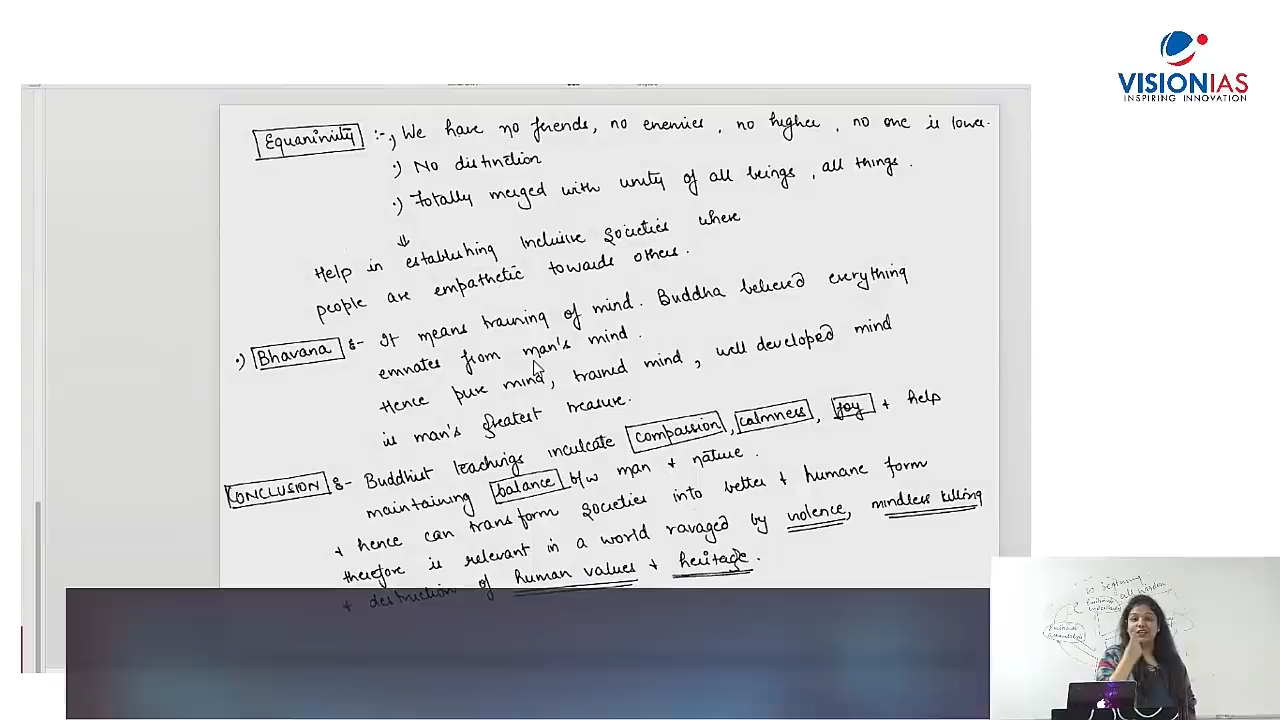 VISIONIAS
INSPIRING INNOVATION
Equaninity :- •) We have no friends, no enemies, no higher, no one is lower.
•) No distinction
•) Totally merged with unity of all beings, all things.
↓
Help in establishing inclusive societies where
people are empathetic towards others.
•) Bhavana :- It means training of mind. Buddha believed everything
emnates from man's mind.
Hence pure mind, trained mind, well developed mind
is man's greatest treasure.
CONCLUSION :- Buddhist teachings inculcate compassion, calmness, joy + help
maintaining balance b/w man + nature.
+ hence can transform societies into better + humane form
therefore is relevant in a world ravaged by violence, mindless killing
+ destruction of human values + heritage.